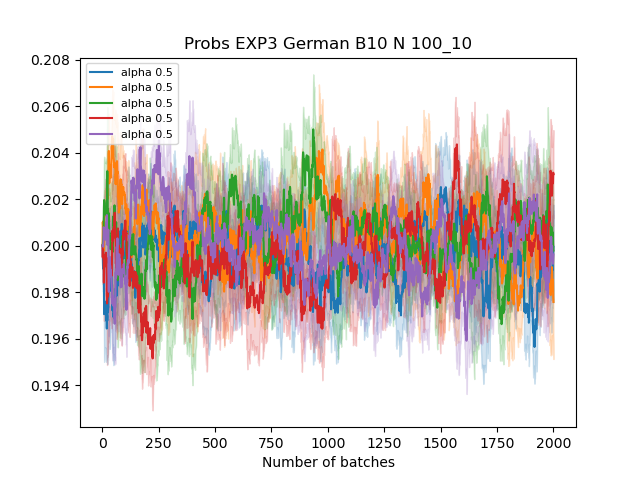 Probs EXP3 German B10 N 100_10
0.208
0.206
0.204
0.202
0.200
0.198
0.196
0.194
alpha 0.5
alpha 0.5
alpha 0.5
alpha 0.5
alpha 0.5
0 250 500 750 1000 1250 1500 1750 2000
Number of batches